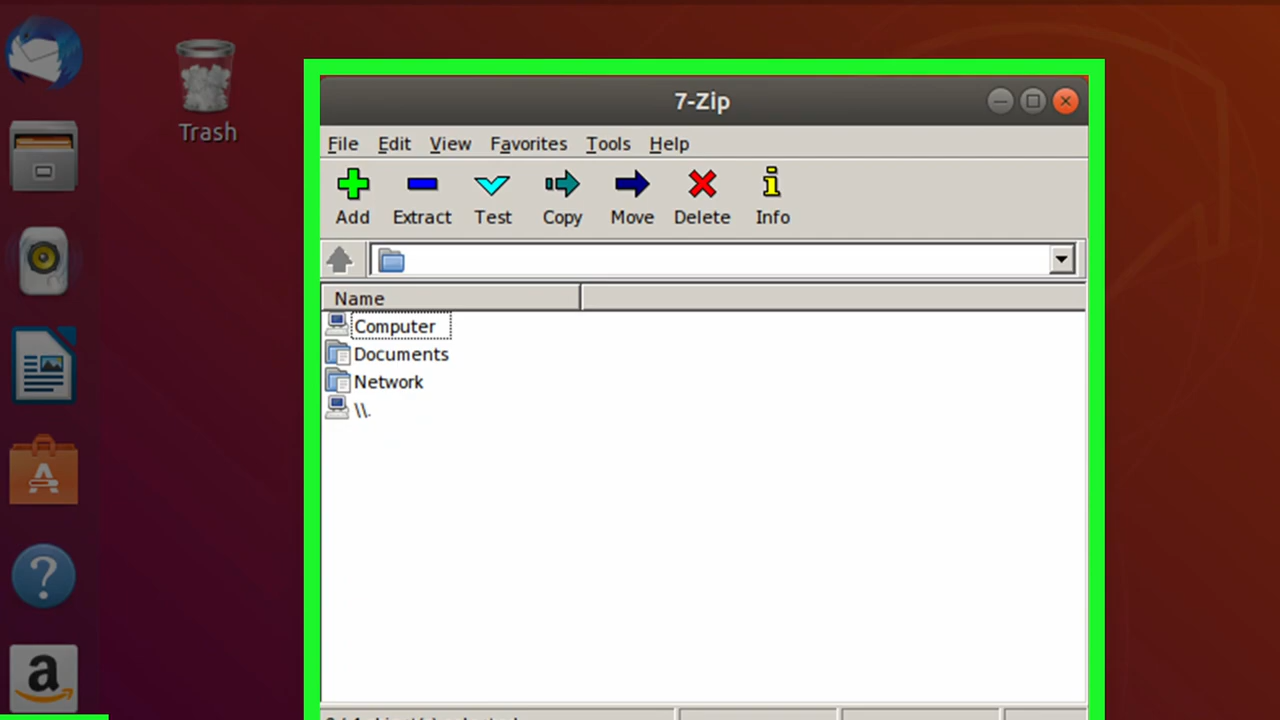 Trash
7-Zip
File Edit View Favorites Tools Help
Add Extract Test Copy Move Delete Info
Name
Computer
Documents
Network
\\.